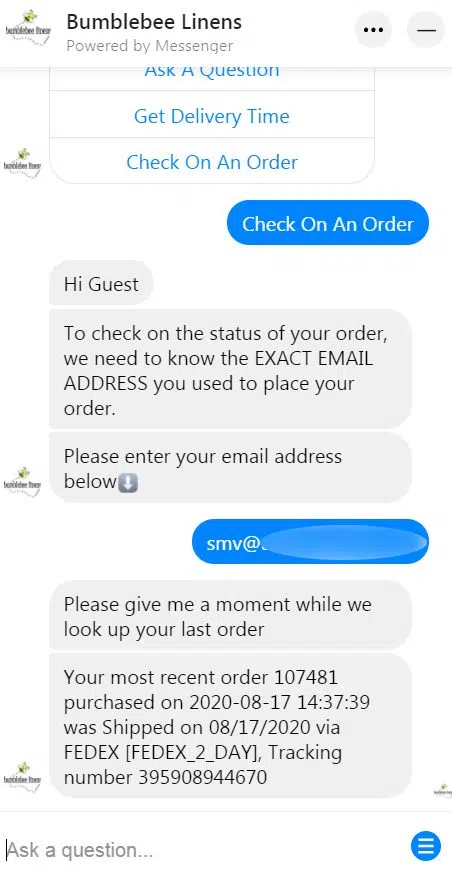 Bumblebee Linens
Powered by Messenger
Ask A Question
Get Delivery Time
Check On An Order
Check On An Order
Hi Guest
To check on the status of your order,
we need to know the EXACT EMAIL
ADDRESS you used to place your
order.
Please enter your email address
below⬇️
smv@
Please give me a moment while we
look up your last order
Your most recent order 107481
purchased on 2020-08-17 14:37:39
was Shipped on 08/17/2020 via
FEDEX [FEDEX_2_DAY], Tracking
number 395908944670
Ask a question...